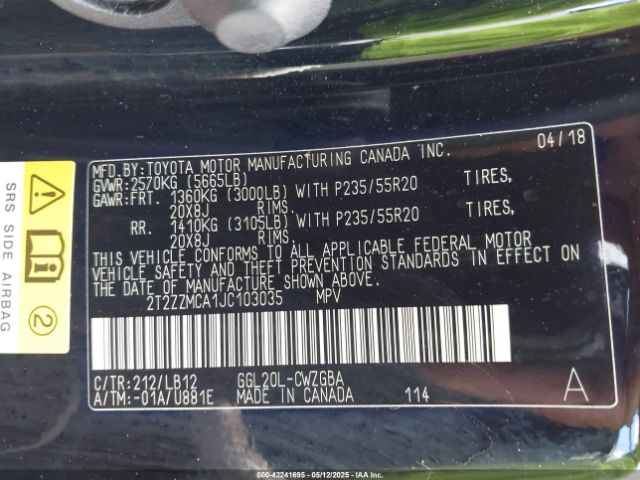 04/18
MFD.BY:TOYOTA MOTOR MANUFACTURING CANADA INC.
GVWR:2570KG (5665LB)
GAWR:FRT. 1360KG (3000LB) WITH P235/55R20 TIRES,
20X8J RIMS.
RR. 1410KG (3105LB) WITH P235/55R20 TIRES,
20X8J RIMS.
THIS VEHICLE CONFORMS TO ALL APPLICABLE FEDERAL MOTOR
VEHICLE SAFETY AND THEFT PREVENTION STANDARDS IN EFFECT ON
THE DATE OF MANUFACTURE SHOWN ABOVE.
2T2ZZMCA1JC103035 MPV
C/TR:212/LB12 GGL20L-CWZGBA
A/TM:-01A/U881E MADE IN CANADA 114 A
SRS SIDE AIRBAG
2
000-42241695 - 05/12/2025 - IAAI.COM